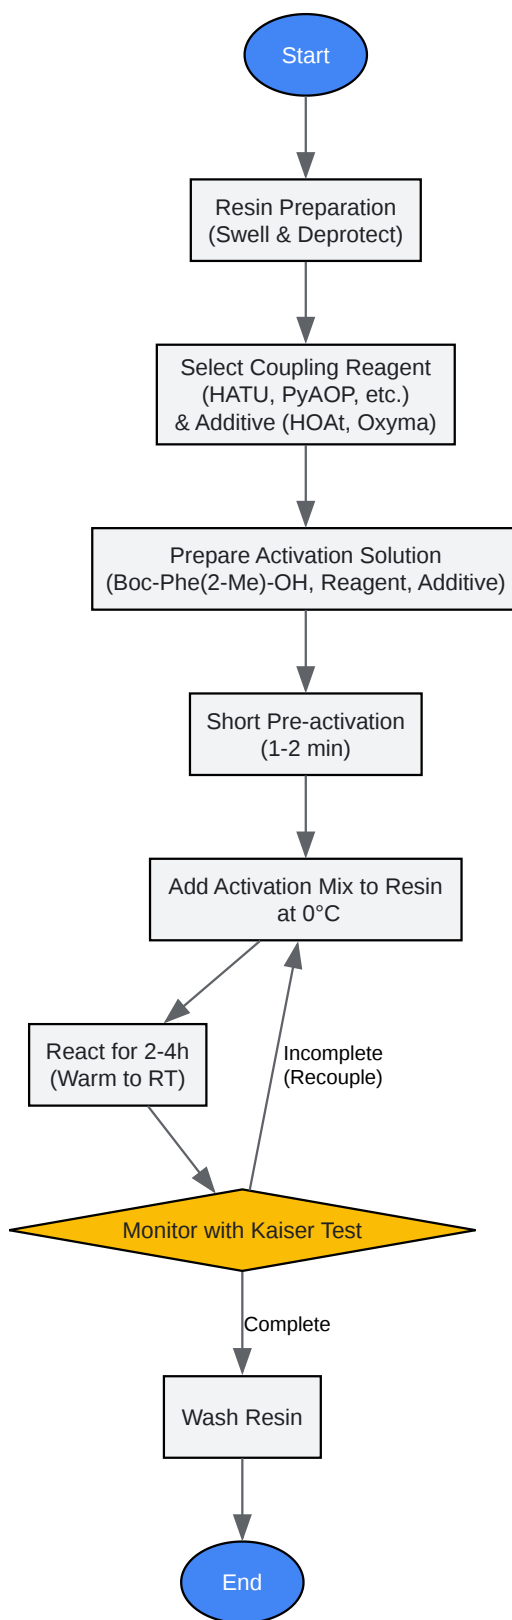 Start
Resin Preparation
(Swell & Deprotect)
Select Coupling Reagent
(HATU, PyAOP, etc.)
& Additive (HOAt, Oxyma)
Prepare Activation Solution
(Boc-Phe(2-Me)-OH, Reagent, Additive)
Short Pre-activation
(1-2 min)
Add Activation Mix to Resin
at 0°C
React for 2-4h
(Warm to RT)
Incomplete
(Recouple)
Monitor with Kaiser Test
Complete
Wash Resin
End